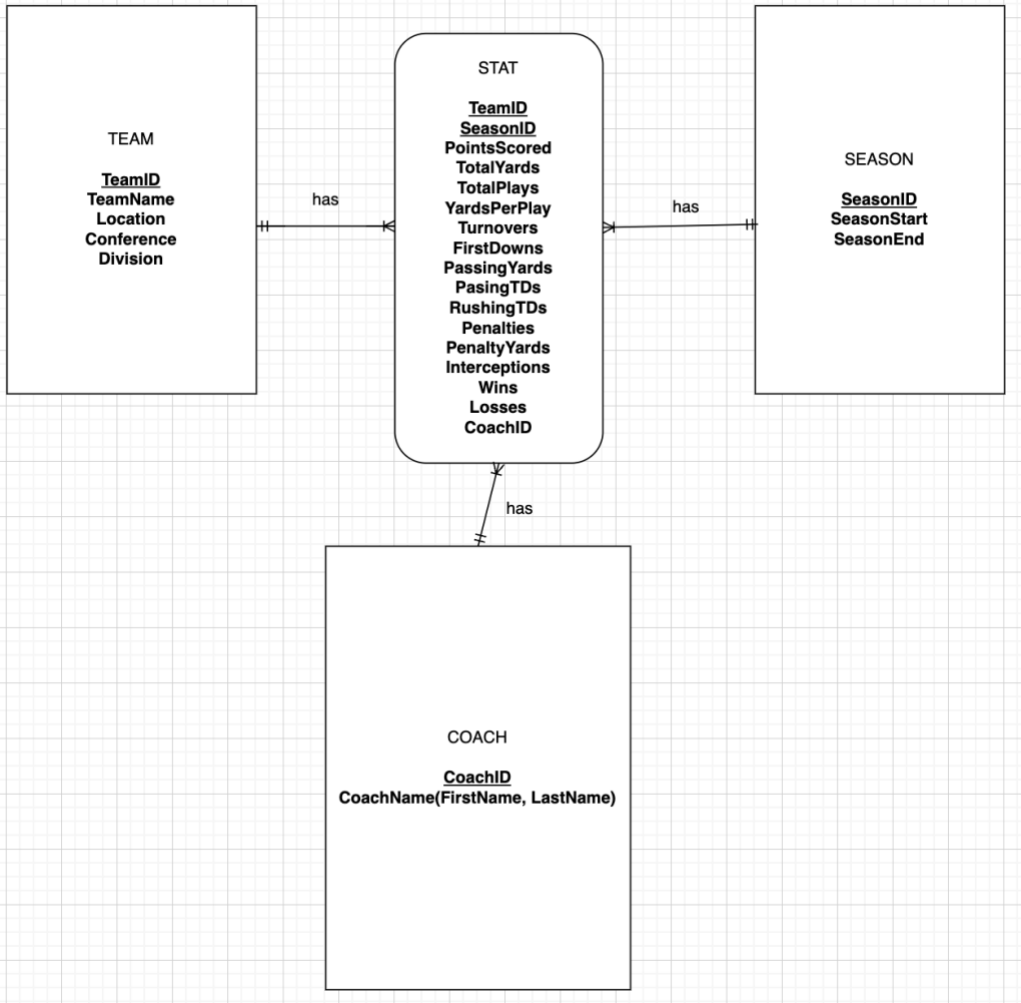 TEAM
TeamID
TeamName
Location
Conference
Division
has
STAT
TeamID
SeasonID
PointsScored
TotalYards
TotalPlays
YardsPerPlay
Turnovers
FirstDowns
PassingYards
PasingTDs
RushingTDs
Penalties
PenaltyYards
Interceptions
Wins
Losses
CoachID
has
SEASON
SeasonID
SeasonStart
SeasonEnd
has
COACH
CoachID
CoachName(FirstName, LastName)